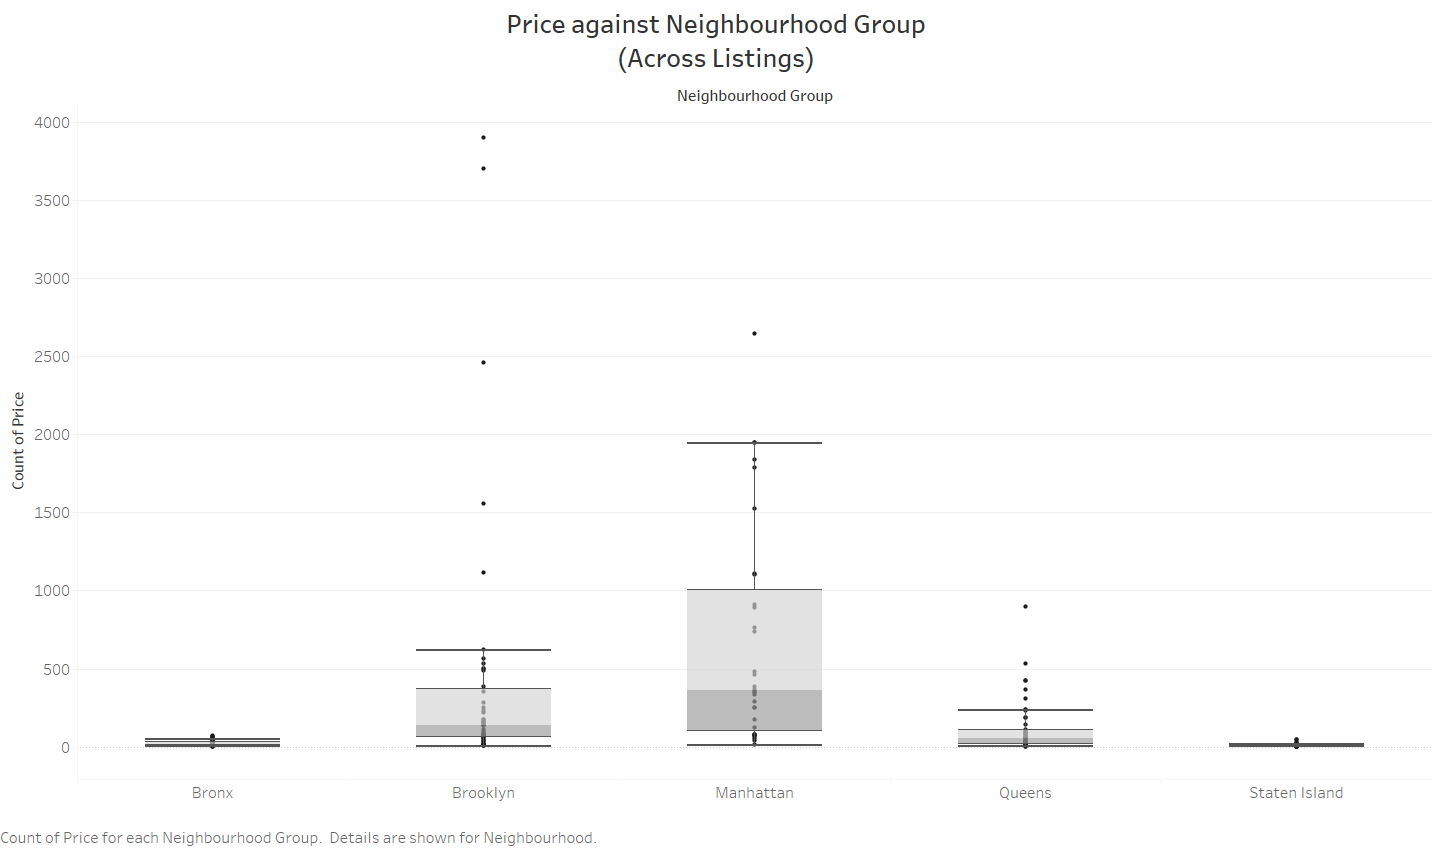 Price against Neighbourhood Group
(Across Listings)
Neighbourhood Group
4000
3500
3000
2500
2000
1500
1000
500
0
Count of Price
Bronx
Brooklyn
Manhattan
Queens
Staten Island
Count of Price for each Neighbourhood Group.  Details are shown for Neighbourhood.